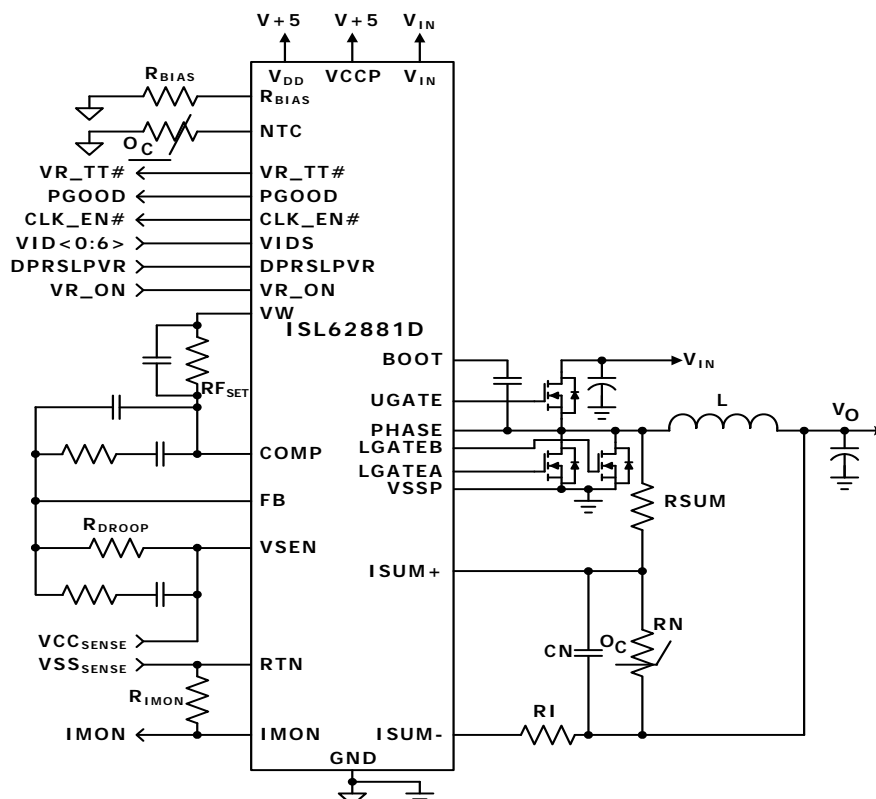 V+5 V+5 VIN
VDD VCCP VIN
RBIAS
RBIAS
NTC
OC
VR_TT# VR_TT#
PGOOD PGOOD
CLK_EN# CLK_EN#
VID<0:6> VIDS
DPRSLPVR DPRSLPVR
VR_ON VR_ON
VW
ISL62881D
BOOT VIN
RFSET
UGATE
L VO
PHASE
LGATEB
COMP
LGATEA
VSSP
FB
RSUM
RDROOP
VSEN
ISUM+
RN
OC
CN
VCCSENSE
VSSSENSE RTN
RIMON
RI
IMON IMON ISUM-
GND